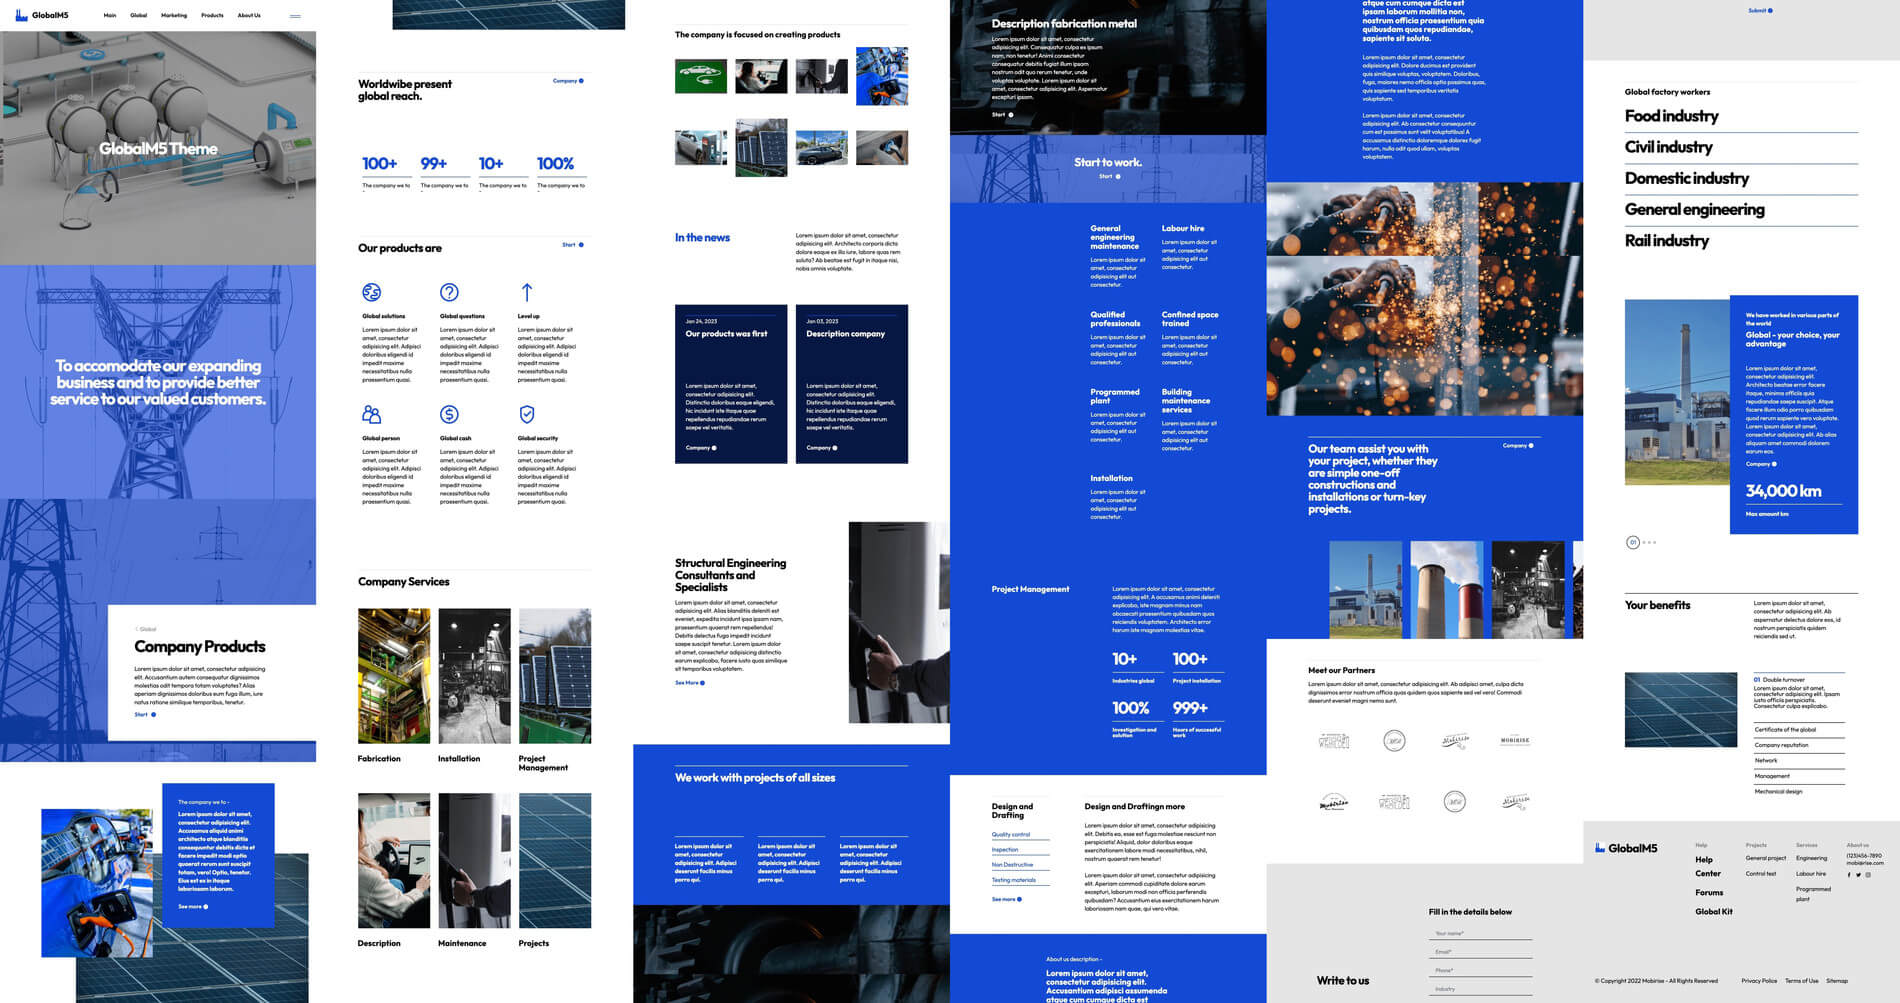 GlobalM5
Main
Global
Marketing
Products
About Us
GlobalM5 Theme
To accomodate our expanding
business and to provide better
service to our valued customers.
Global
Company Products
Lorem ipsum dolor sit amet, consectetur adipisicing
elit. Autem accusantium consequatur dignissimos
molestias odit tempora totam voluptates? Alias
aperiam dignissimos doloribus eum fuga illum, iure
natus ratione similique temporibus, tenetur.
Start
The company we to -
Lorem ipsum dolor sit amet,
consectetur adipisicing elit.
Accusamus aliquid animi
architecto atque blanditiis
consequuntur debitis dicta et
facere impedit modi optio
quaerat rerum sunt suscipit
totam, vero! Optio, tenetur.
Eius est ex in itaque
laboriosam laborum.
See more
Worldwibe present
global reach.
Company
100+
99+
10+
100%
The company we to
The company we to
The company we to
The company we to
Our products are
Start
Global solutions
Lorem ipsum dolor sit
amet, consectetur
adipisicing elit. Adipisci
doloribus eligendi id
impedit maxime
necessitatibus nulla
praesentium quasi.
Global questions
Lorem ipsum dolor sit
amet, consectetur
adipisicing elit. Adipisci
doloribus eligendi id
impedit maxime
necessitatibus nulla
praesentium quasi.
Level up
Lorem ipsum dolor sit
amet, consectetur
adipisicing elit. Adipisci
doloribus eligendi id
impedit maxime
necessitatibus nulla
praesentium quasi.
Global person
Lorem ipsum dolor sit
amet, consectetur
adipisicing elit. Adipisci
doloribus eligendi id
impedit maxime
necessitatibus nulla
praesentium quasi.
Global cash
Lorem ipsum dolor sit
amet, consectetur
adipisicing elit. Adipisci
doloribus eligendi id
impedit maxime
necessitatibus nulla
praesentium quasi.
Global security
Lorem ipsum dolor sit
amet, consectetur
adipisicing elit. Adipisci
doloribus eligendi id
impedit maxime
necessitatibus nulla
praesentium quasi.
Company Services
Fabrication
Installation
Project
Management
Description
Maintenance
Projects
The company is focused on creating products
In the news
Lorem ipsum dolor sit amet, consectetur
adipisicing elit. Architecto corporis dicta
dolore eaque ex illo iure, labore quas rem
soluta? Ab beatae est fugit in itaque nisi,
nobis omnis voluptate.
Jan 24, 2023
Our products was first
Lorem ipsum dolor sit amet,
consectetur adipisicing elit.
Distinctio doloribus eaque eligendi,
hic incidunt iste itaque quae
repellendus rerum
saepe vel veritatis.
Company
Jan 03, 2023
Description company
Lorem ipsum dolor sit amet,
consectetur adipisicing elit.
Distinctio doloribus eaque eligendi,
hic incidunt iste itaque quae
repellendus rerum
saepe vel veritatis.
Company
Structural Engineering
Consultants and
Specialists
Lorem ipsum dolor sit amet, consectetur
adipisicing elit. Alias blanditiis deleniti est
eveniet, expedita incidunt ipsa ipsam nam,
praesentium quaerat rem repellendus!
Debitis delectus fuga impedit incidunt
saepe suscipit tenetur. Lorem ipsum dolor
sit amet, consectetur adipisicing distinctio
earum explicabo, facere iusto quas similique
sit temporibus voluptatem.
See More
We work with projects of all sizes
Lorem ipsum dolor sit
amet, consectetur
adipisicing elit. Adipisci
deserunt facilis minus
porro qui.
Lorem ipsum dolor sit
amet, consectetur
adipisicing elit. Adipisci
deserunt facilis minus
porro qui.
Lorem ipsum dolor sit
amet, consectetur
adipisicing elit. Adipisci
deserunt facilis minus
porro qui.
Description fabrication metal
Lorem ipsum dolor sit amet, consectetur
adipisicing elit. Consequatur culpa ex ipsum
nam, non tenetur! Animi consectetur
consequatur debitis fugiat illum ipsam
nostrum odit quo rerum tenetur, unde
voluptas voluptate. Lorem ipsum dolor sit
amet, consectetur adipisicing elit. Aspernatur
excepturi ipsam.
Start
Start to work.
Start
General
engineering
maintenance
Lorem ipsum dolor sit
amet, consectetur
adipisicing elit aut
consectetur.
Labour hire
Lorem ipsum dolor sit
amet, consectetur
adipisicing elit aut
consectetur.
Qualified
professionals
Lorem ipsum dolor sit
amet, consectetur
adipisicing elit aut
consectetur.
Confined space
trained
Lorem ipsum dolor sit
amet, consectetur
adipisicing elit aut
consectetur.
Programmed
plant
Lorem ipsum dolor sit
amet, consectetur
adipisicing elit aut
consectetur.
Building
maintenance
services
Lorem ipsum dolor sit
amet, consectetur
adipisicing elit aut
consectetur.
Installation
Lorem ipsum dolor sit
amet, consectetur
adipisicing elit aut
consectetur.
Project Management
Lorem ipsum dolor sit amet, consectetur
adipisicing elit. A accusamus animi deleniti
explicabo, iste magnam minus nam
obcaecati praesentium quibusdam quos
reiciendis voluptatem. Architecto error
harum iste magnam molestias vitae.
10+
Industries global
100+
Project installation
100%
Investigation and
solution
999+
Hours of successful
work
Design and
Drafting
Quality control
Inspection
Non Destructive
Testing materials
See more
Design and Draftingn more
Lorem ipsum dolor sit amet, consectetur adipisicing
elit. Debitis ea, esse est fuga molestiae nesciunt non
perspiciatis! Aliquid, dolor doloribus eaque
exercitationem labore modi necessitatibus, nihil,
nostrum quaerat rem tenetur!
Lorem ipsum dolor sit amet, consectetur adipisicing
elit. Aperiam commodi cupiditate dolore earum
excepturi, laborum modi non officia perferendis
quibusdam? Accusantium eius exercitationem harum
laboriosam nam quae, qui vero vitae.
About us description -
Lorem ipsum dolor sit amet,
consectetur adipisicing elit.
Accusantium adipisci assumenda
atque cum cumque dicta est
atque cum cumque dicta est
ipsam laborum mollitia non,
nostrum officia praesentium quia
quibusdam quos repudiandae,
sapiente sit soluta.
Lorem ipsum dolor sit amet, consectetur
adipisicing elit. Dolore ducimus est provident
quis similique voluptas, voluptatem. Doloribus,
fuga, maiores nemo officia optio possimus quas,
quis sapiente sed temporibus veritatis
voluptatum.
Lorem ipsum dolor sit amet, consectetur
adipisicing elit. Ab consectetur consequuntur
cum est possimus sunt velit voluptatibus! A
accusamus distinctio doloremque dolores fugit
harum, nulla odit quod ullam, voluptas
voluptatem.
Our team assist you with
your project, whether they
are simple one-off
constructions and
installations or turn-key
projects.
Company
Meet our Partners
Lorem ipsum dolor sit amet, consectetur adipisicing elit. Ab adipisci amet, culpa dicta
dignissimos error nostrum officia quas quidem quos sapiente sed vel vero! Commodi
deserunt eveniet magni nemo sunt.
MOBIRISE
Mobirise
Write to us
Fill in the details below
Your name*
Email*
Phone*
Industry
Submit
Global factory workers
Food industry
Civil industry
Domestic industry
General engineering
Rail industry
We have worked in various parts of
the world
Global - your choice, your
advantage
Lorem ipsum dolor sit amet,
consectetur adipisicing elit.
Architecto beatae error facere
itaque, minima officiis quia
repudiandae saepe suscipit. Atque
facere illum odio porro quibusdam
quod rerum sapiente vero voluptate.
Lorem ipsum dolor sit amet,
consectetur adipisicing elit. Ab alias
aliquam amet commodi dolorem
earum eos.
Company
34,000 km
Max amount km
01
Your benefits
Lorem ipsum dolor sit amet,
consectetur adipisicing elit. Ab
aspernatur delectus dolore eos, id
nostrum perspiciatis quidem
reiciendis sed ut.
01 Double turnover
Lorem ipsum dolor sit amet,
consectetur adipisicing elit. Ipsam
iusto officia perspiciatis.
Consectetur culpa explicabo.
Certificate of the global
Company reputation
Network
Management
Mechanical design
GlobalM5
Help
Help
Center
Forums
Global Kit
Projects
General project
Control test
Services
Engineering
Labour hire
Programmed
plant
About us
(123)456-7890
mobi@rise.com
© Copyright 2022 Mobirise - All Rights Reserved
Privacy Policy
Terms of Use
Sitemap